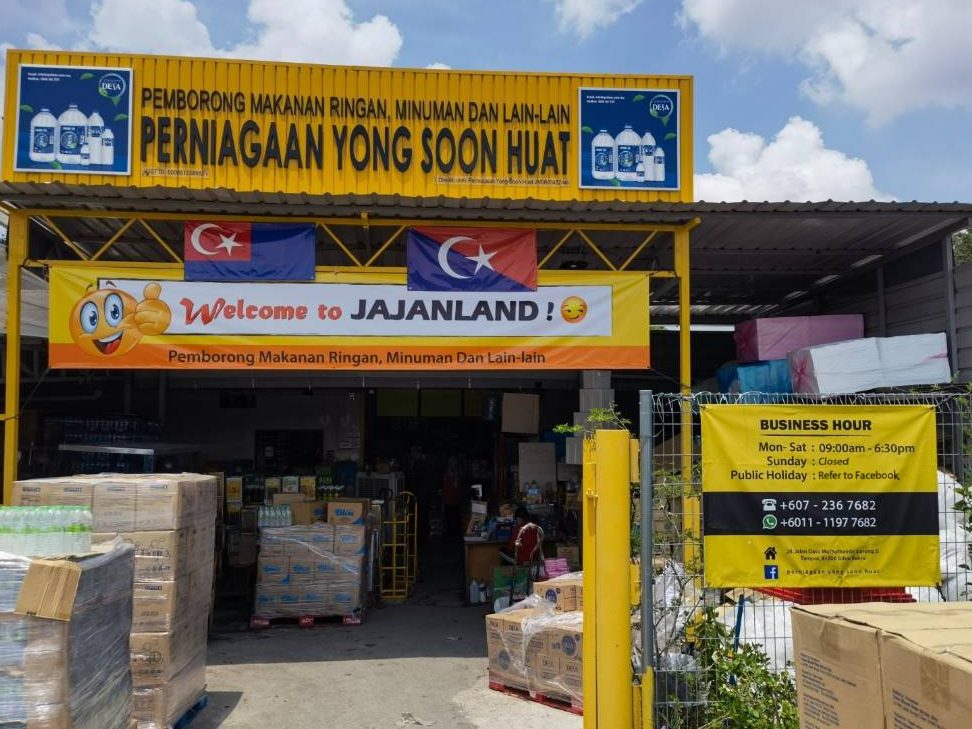 DESA
PEMBORONG MAKANAN RINGAN, MINUMAN DAN LAIN-LAIN
PERNIAGAAN YONG SOON HUAT
DESA
Welcome to JAJANLAND !
Pemborong Makanan Ringan, Minuman Dan Lain-lain
BUSINESS HOUR
Mon- Sat : 09:00am - 6:30pm
Sunday : Closed
Public Holiday : Refer to Facebook
+607 - 236 7682
+6011 - 1197 7682
perniagaan yong soon huat
DESA